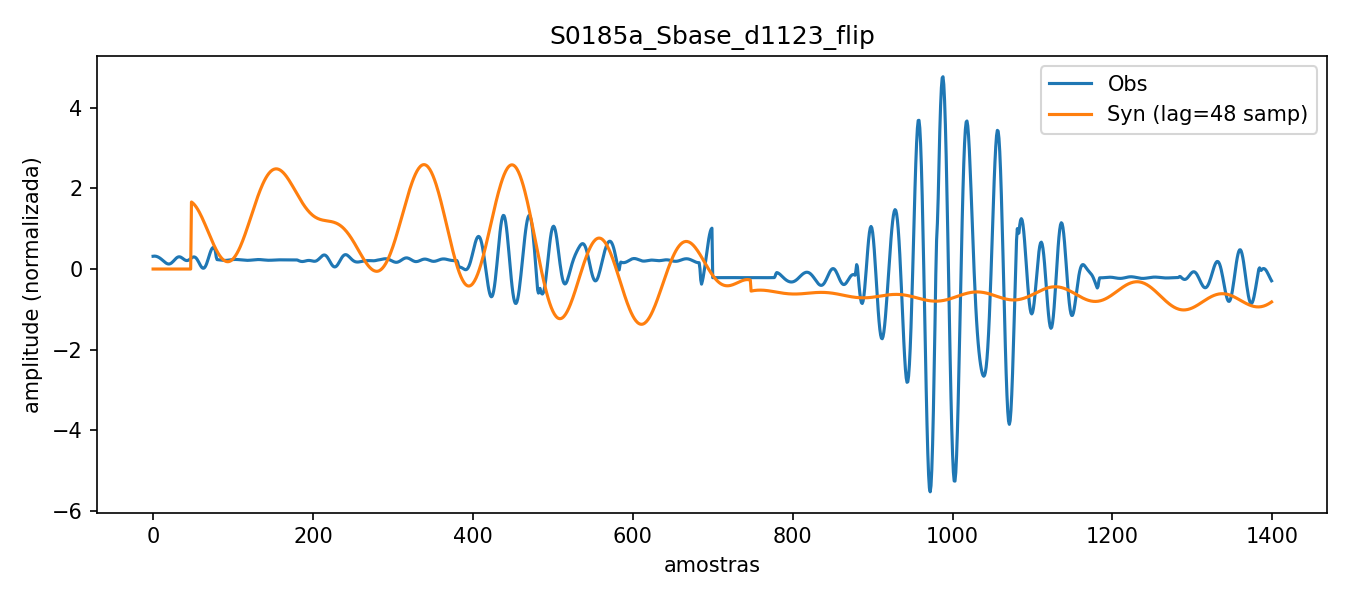 S0185a_Sbase_d1123_flip
Obs
Syn (lag=48 samp)
amplitude (normalizada)
4
2
0
−2
−4
−6
0
200
400
600
800
1000
1200
1400
amostras